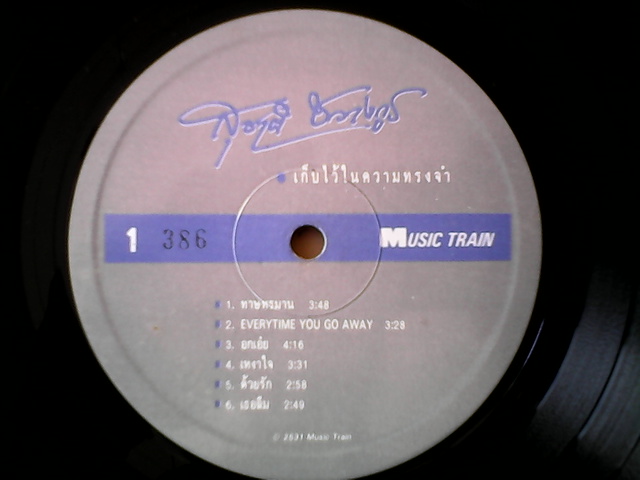 เก็บไว้ในความทรงจำ
1 386 MUSIC TRAIN
1. ทาษทรมาน 3:48
2. EVERYTIME YOU GO AWAY 3:28
3. อกเอ๋ย 4:16
4. เหงาใจ 3:31
5. ด้วยรัก 2:58
6. เธอลืม 2:49
© 2531 Music Train